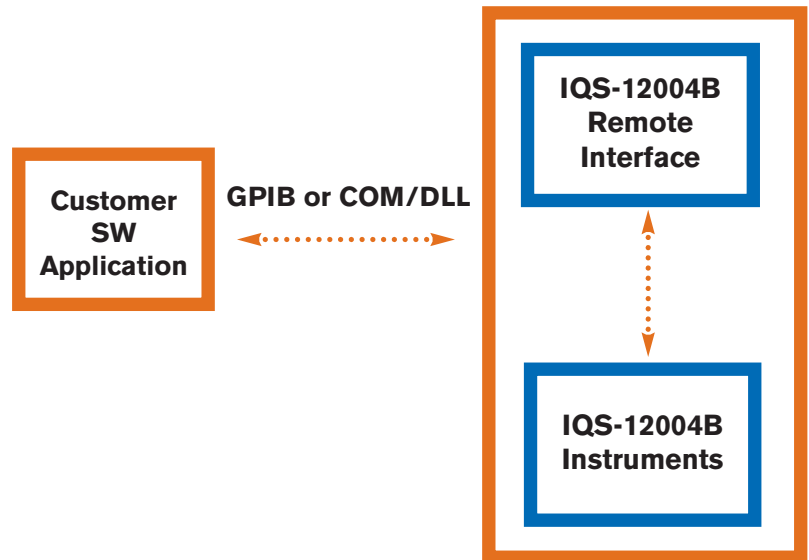 Customer
SW
Application
GPIB or COM/DLL
IQS-12004B
Remote
Interface
IQS-12004B
Instruments